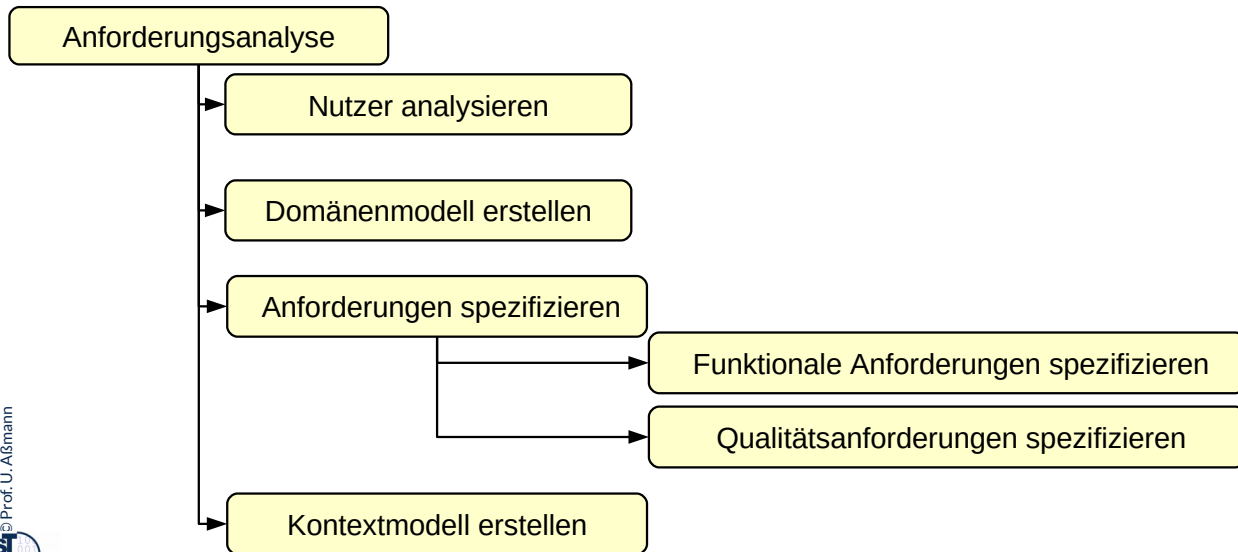 Anforderungsanalyse
Nutzer analysieren
Domänenmodell erstellen
Anforderungen spezifizieren
Funktionale Anforderungen spezifizieren
Qualitätsanforderungen spezifizieren
Kontextmodell erstellen
© Prof. U. Aßmann